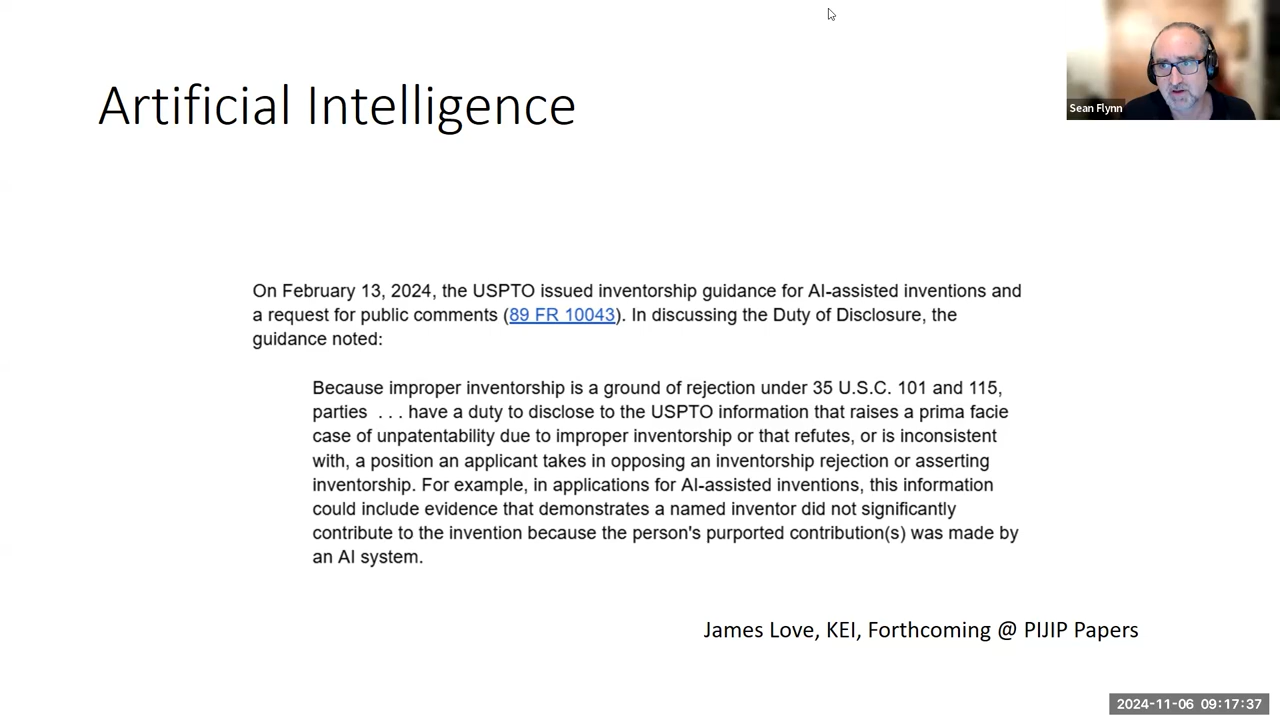 Artificial Intelligence
Sean Flynn
On February 13, 2024, the USPTO issued inventorship guidance for AI-assisted inventions and
a request for public comments (89 FR 10043). In discussing the Duty of Disclosure, the
guidance noted:
Because improper inventorship is a ground of rejection under 35 U.S.C. 101 and 115,
parties . . . have a duty to disclose to the USPTO information that raises a prima facie
case of unpatentability due to improper inventorship or that refutes, or is inconsistent
with, a position an applicant takes in opposing an inventorship rejection or asserting
inventorship. For example, in applications for AI-assisted inventions, this information
could include evidence that demonstrates a named inventor did not significantly
contribute to the invention because the person's purported contribution(s) was made by
an AI system.
James Love, KEI, Forthcoming @ PIJIP Papers
2024-11-06 09:17:37